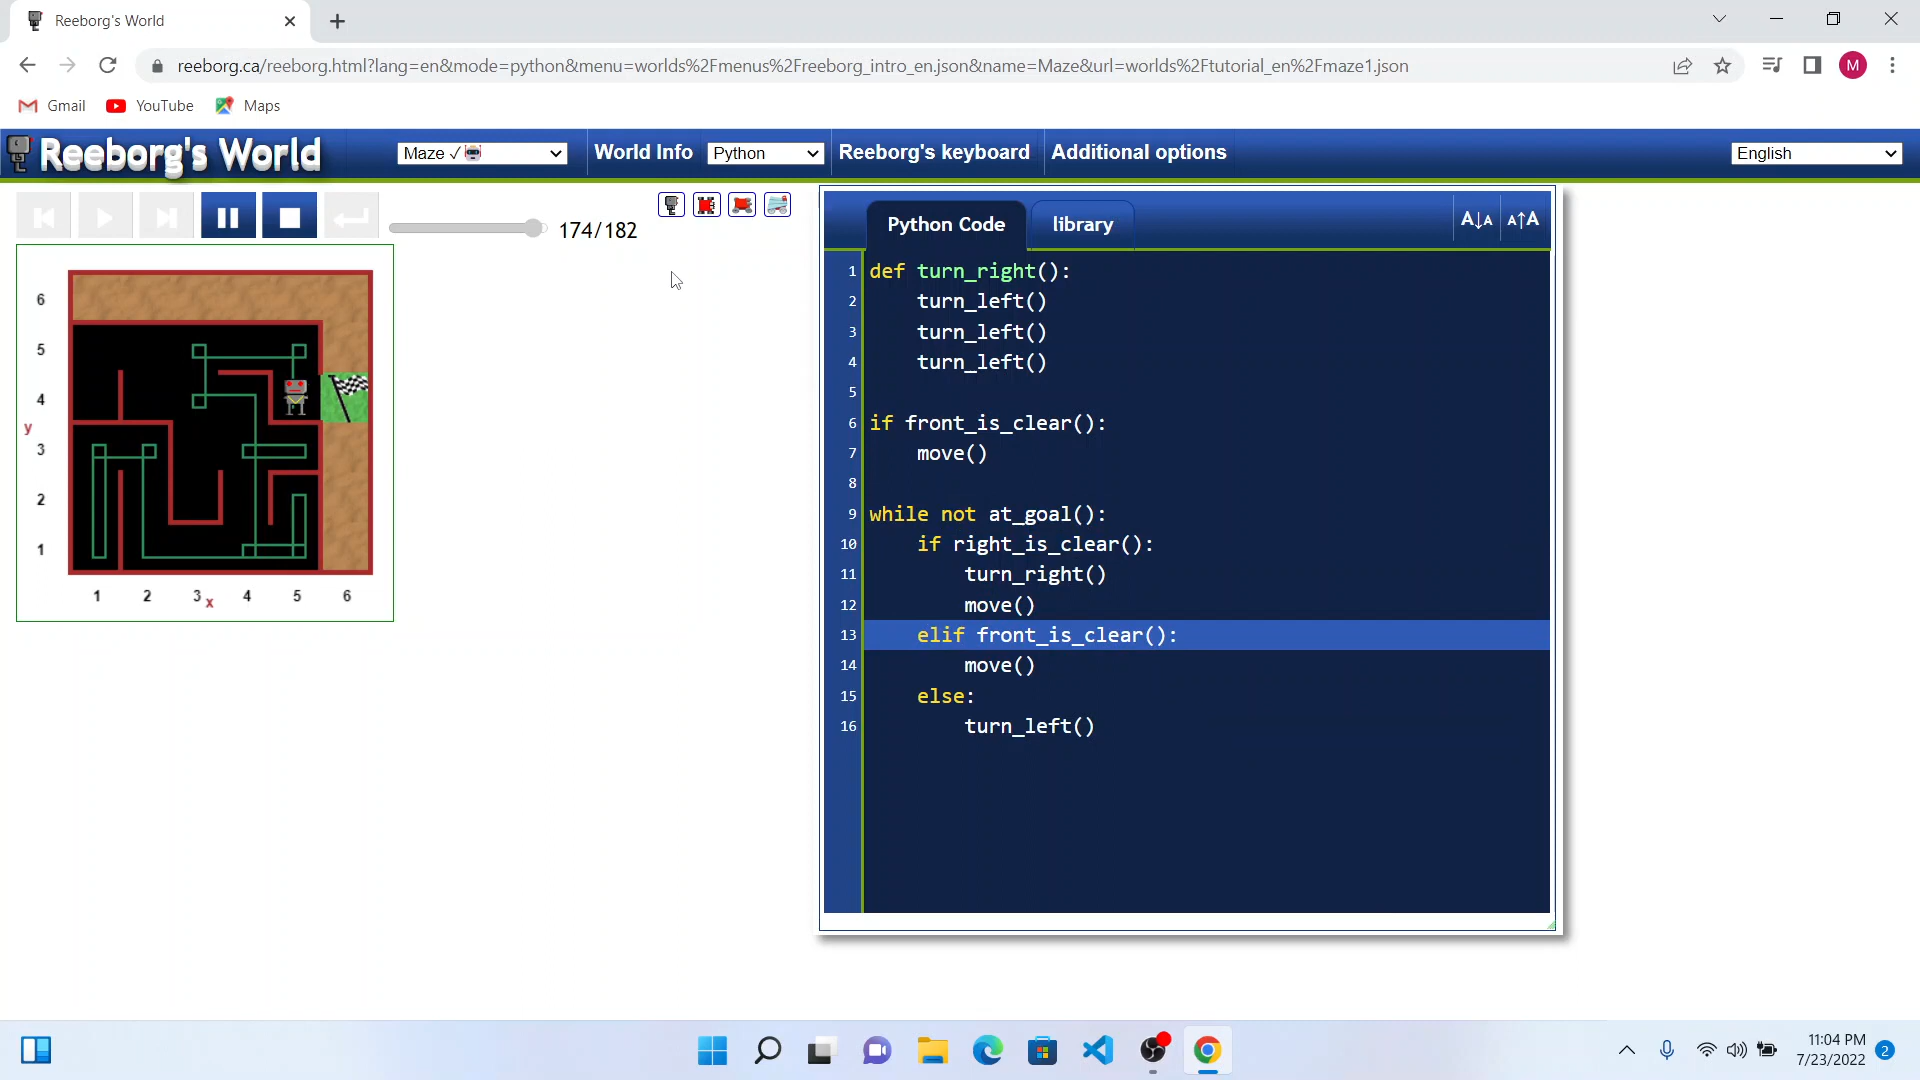 Reeborg's World
reeborg.ca/reeborg.html?lang=en&mode=python&menu=worlds%2Fmenus%2Freeborg_intro_en.json&name=Maze&url=worlds%2Ftutorial_en%2Fmaze1.json
M
Gmail YouTube Maps
Reeborg's World Maze ✓ World Info Python Reeborg's keyboard Additional options English
174/182
Python Code library A↓A A↑A
1 def turn_right():
2 turn_left()
3 turn_left()
4 turn_left()
5
6 if front_is_clear():
7 move()
8
9 while not at_goal():
10 if right_is_clear():
11 turn_right()
12 move()
13 elif front_is_clear():
14 move()
15 else:
16 turn_left()
6
5
4
y
3
2
1
1 2 3 x 4 5 6
11:04 PM
7/23/2022
2